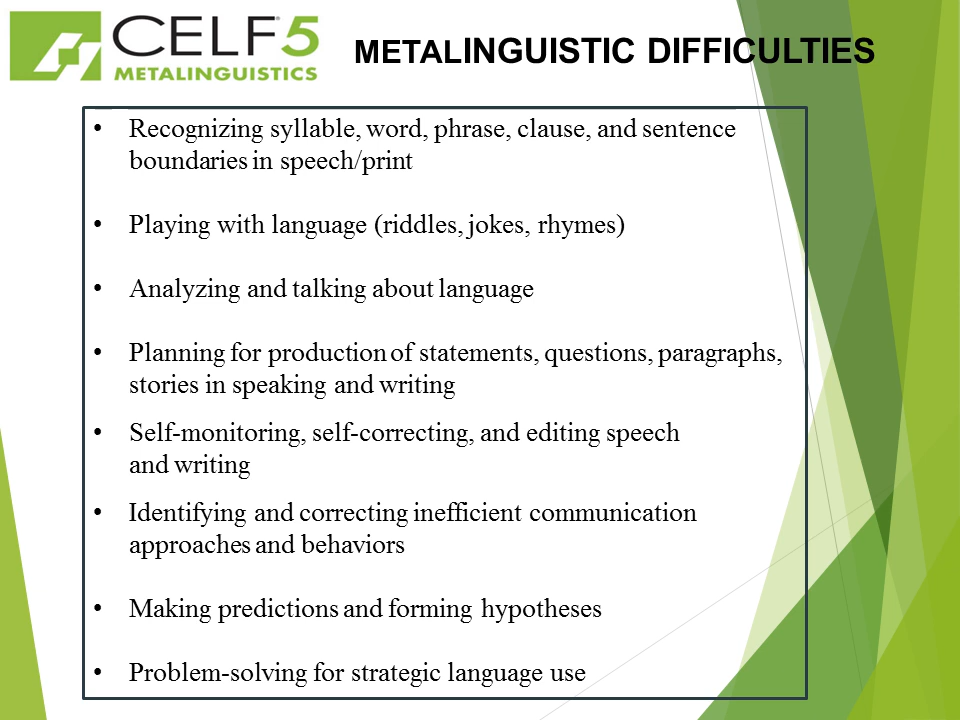 CELF5
METALINGUISTICS
METALINGUISTIC DIFFICULTIES
• Recognizing syllable, word, phrase, clause, and sentence
boundaries in speech/print
• Playing with language (riddles, jokes, rhymes)
• Analyzing and talking about language
• Planning for production of statements, questions, paragraphs,
stories in speaking and writing
• Self-monitoring, self-correcting, and editing speech
and writing
• Identifying and correcting inefficient communication
approaches and behaviors
• Making predictions and forming hypotheses
• Problem-solving for strategic language use